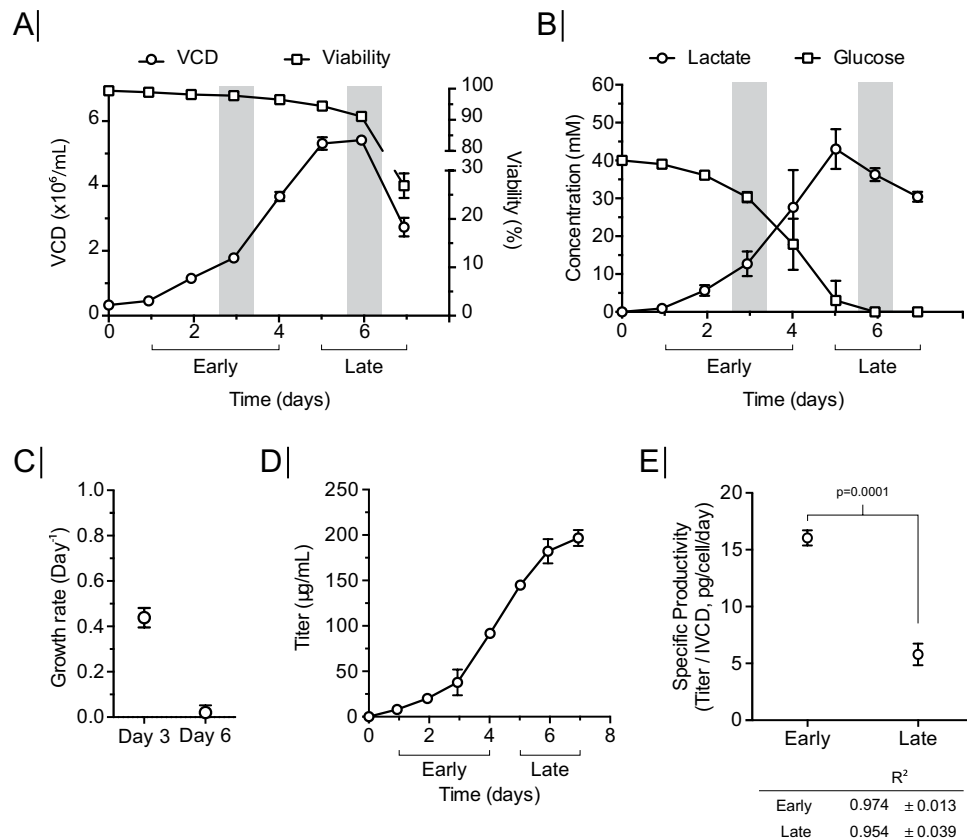 A|
VCD Viability
VCD (x10⁶/mL)
6
4
2
0
100
90
80
30
20
10
0
Viability (%)
0 2 4 6
Early Late
Time (days)
B|
Lactate Glucose
Concentration (mM)
60
50
40
30
20
10
0
0 2 4 6
Early Late
Time (days)
C|
Growth rate (Day⁻¹)
1.0
0.8
0.6
0.4
0.2
0.0
Day 3 Day 6
D|
Titer (µg/mL)
250
200
150
100
50
0
0 2 4 6 8
Early Late
Time (days)
E|
Specific Productivity
(Titer / IVCD, pg/cell/day)
20
15
10
5
0
p=0.0001
Early Late
R²
Early 0.974 ± 0.013
Late 0.954 ± 0.039